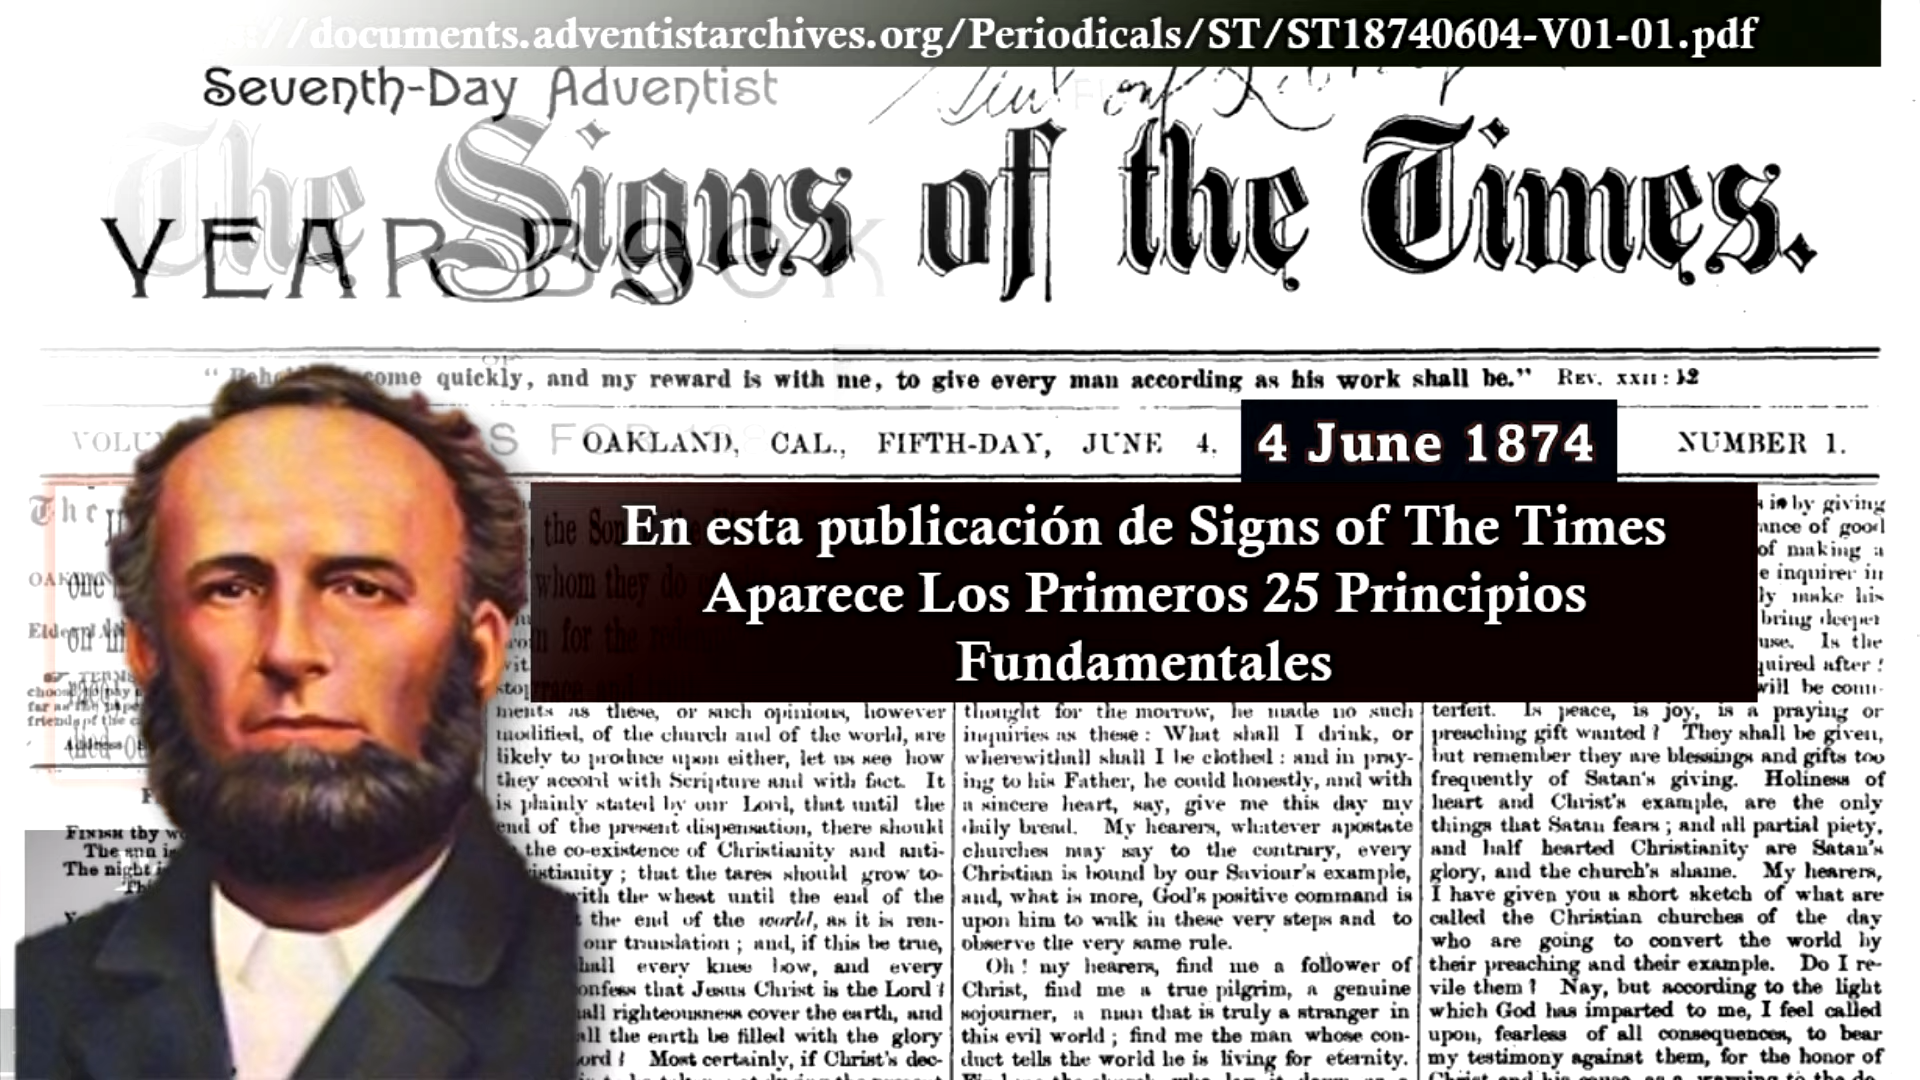 ://documents.adventistarchives.org/Periodicals/ST/ST18740604-V01-01.pdf
Seventh-Day Adventist
The Signs of the Times.
YEAR BOOK
come quickly, and my reward is with me, to give every man according as his work shall be." Rev. xxii: 12
OAKLAND, CAL., FIFTH-DAY, JUNE 4.
4 June 1874
NUMBER 1.
En esta publicación de Signs of The Times
Aparece Los Primeros 25 Principios
Fundamentales
ments as these, or such opinions, however
modified, of the church and of the world, are
likely to produce upon either, let us see how
they accord with Scripture and with fact. It
is plainly stated by our Lord, that until the
end of the present dispensation, there should
the co-existence of Christianity and anti-
; that the tares should grow to-
with the wheat until the end of the
the end of the world, as it is ren-
our translation ; and, if this be true,
every knee bow, and every
that Jesus Christ is the Lord ?
righteousness cover the earth, and
the earth be filled with the glory
? Most certainly, if Christ's dec-
thought for the morrow, he made no such
inquiries as these : What shall I drink, or
wherewithall shall I be clothed : and in pray-
ing to his Father, he could honestly, and with
a sincere heart, say, give me this day my
daily bread. My hearers, whatever apostate
churches may say to the contrary, every
Christian is bound by our Saviour's example,
and, what is more, God's positive command is
upon him to walk in these very steps and to
observe the very same rule.
Oh ! my hearers, find me a follower of
Christ, find me a true pilgrim, a genuine
sojourner, a man that is truly a stranger in
this evil world ; find me the man whose con-
duct tells the world he is living for eternity.
is by giving
of good
of making a
inquirer in
make his
bring deeper
Is the
after ?
will be coun-
terfeit. Is peace, is joy, is a praying or
preaching gift wanted ? They shall be given,
but remember they are blessings and gifts too
frequently of Satan's giving. Holiness of
heart and Christ's example, are the only
things that Satan fears ; and all partial piety,
and half hearted Christianity are Satan's
glory, and the church's shame. My hearers,
I have given you a short sketch of what are
called the Christian churches of the day
who are going to convert the world by
their preaching and their example. Do I re-
vile them ? Nay, but according to the light
which God has imparted to me, I feel called
upon, fearless of all consequences, to bear
my testimony against them, for the honor of